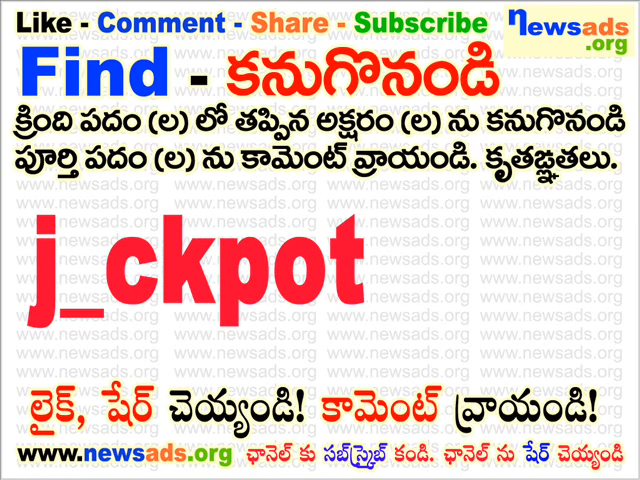 Like - Comment - Share - Subscribe
newsads
.org
Find - కనుగొనండి
క్రింది పదం (ల) లో తప్పిన అక్షరం (ల) ను కనుగొనండి
పూర్తి పదం (ల) ను కామెంట్ వ్రాయండి. కృతఙ్ఞతలు.
j_ckpot
లైక్, షేర్ చెయ్యండి! కామెంట్ వ్రాయండి!
www.newsads.org ఛానెల్ కు సబ్‌స్క్రైబ్ కండి. ఛానెల్ ను షేర్ చెయ్యండి